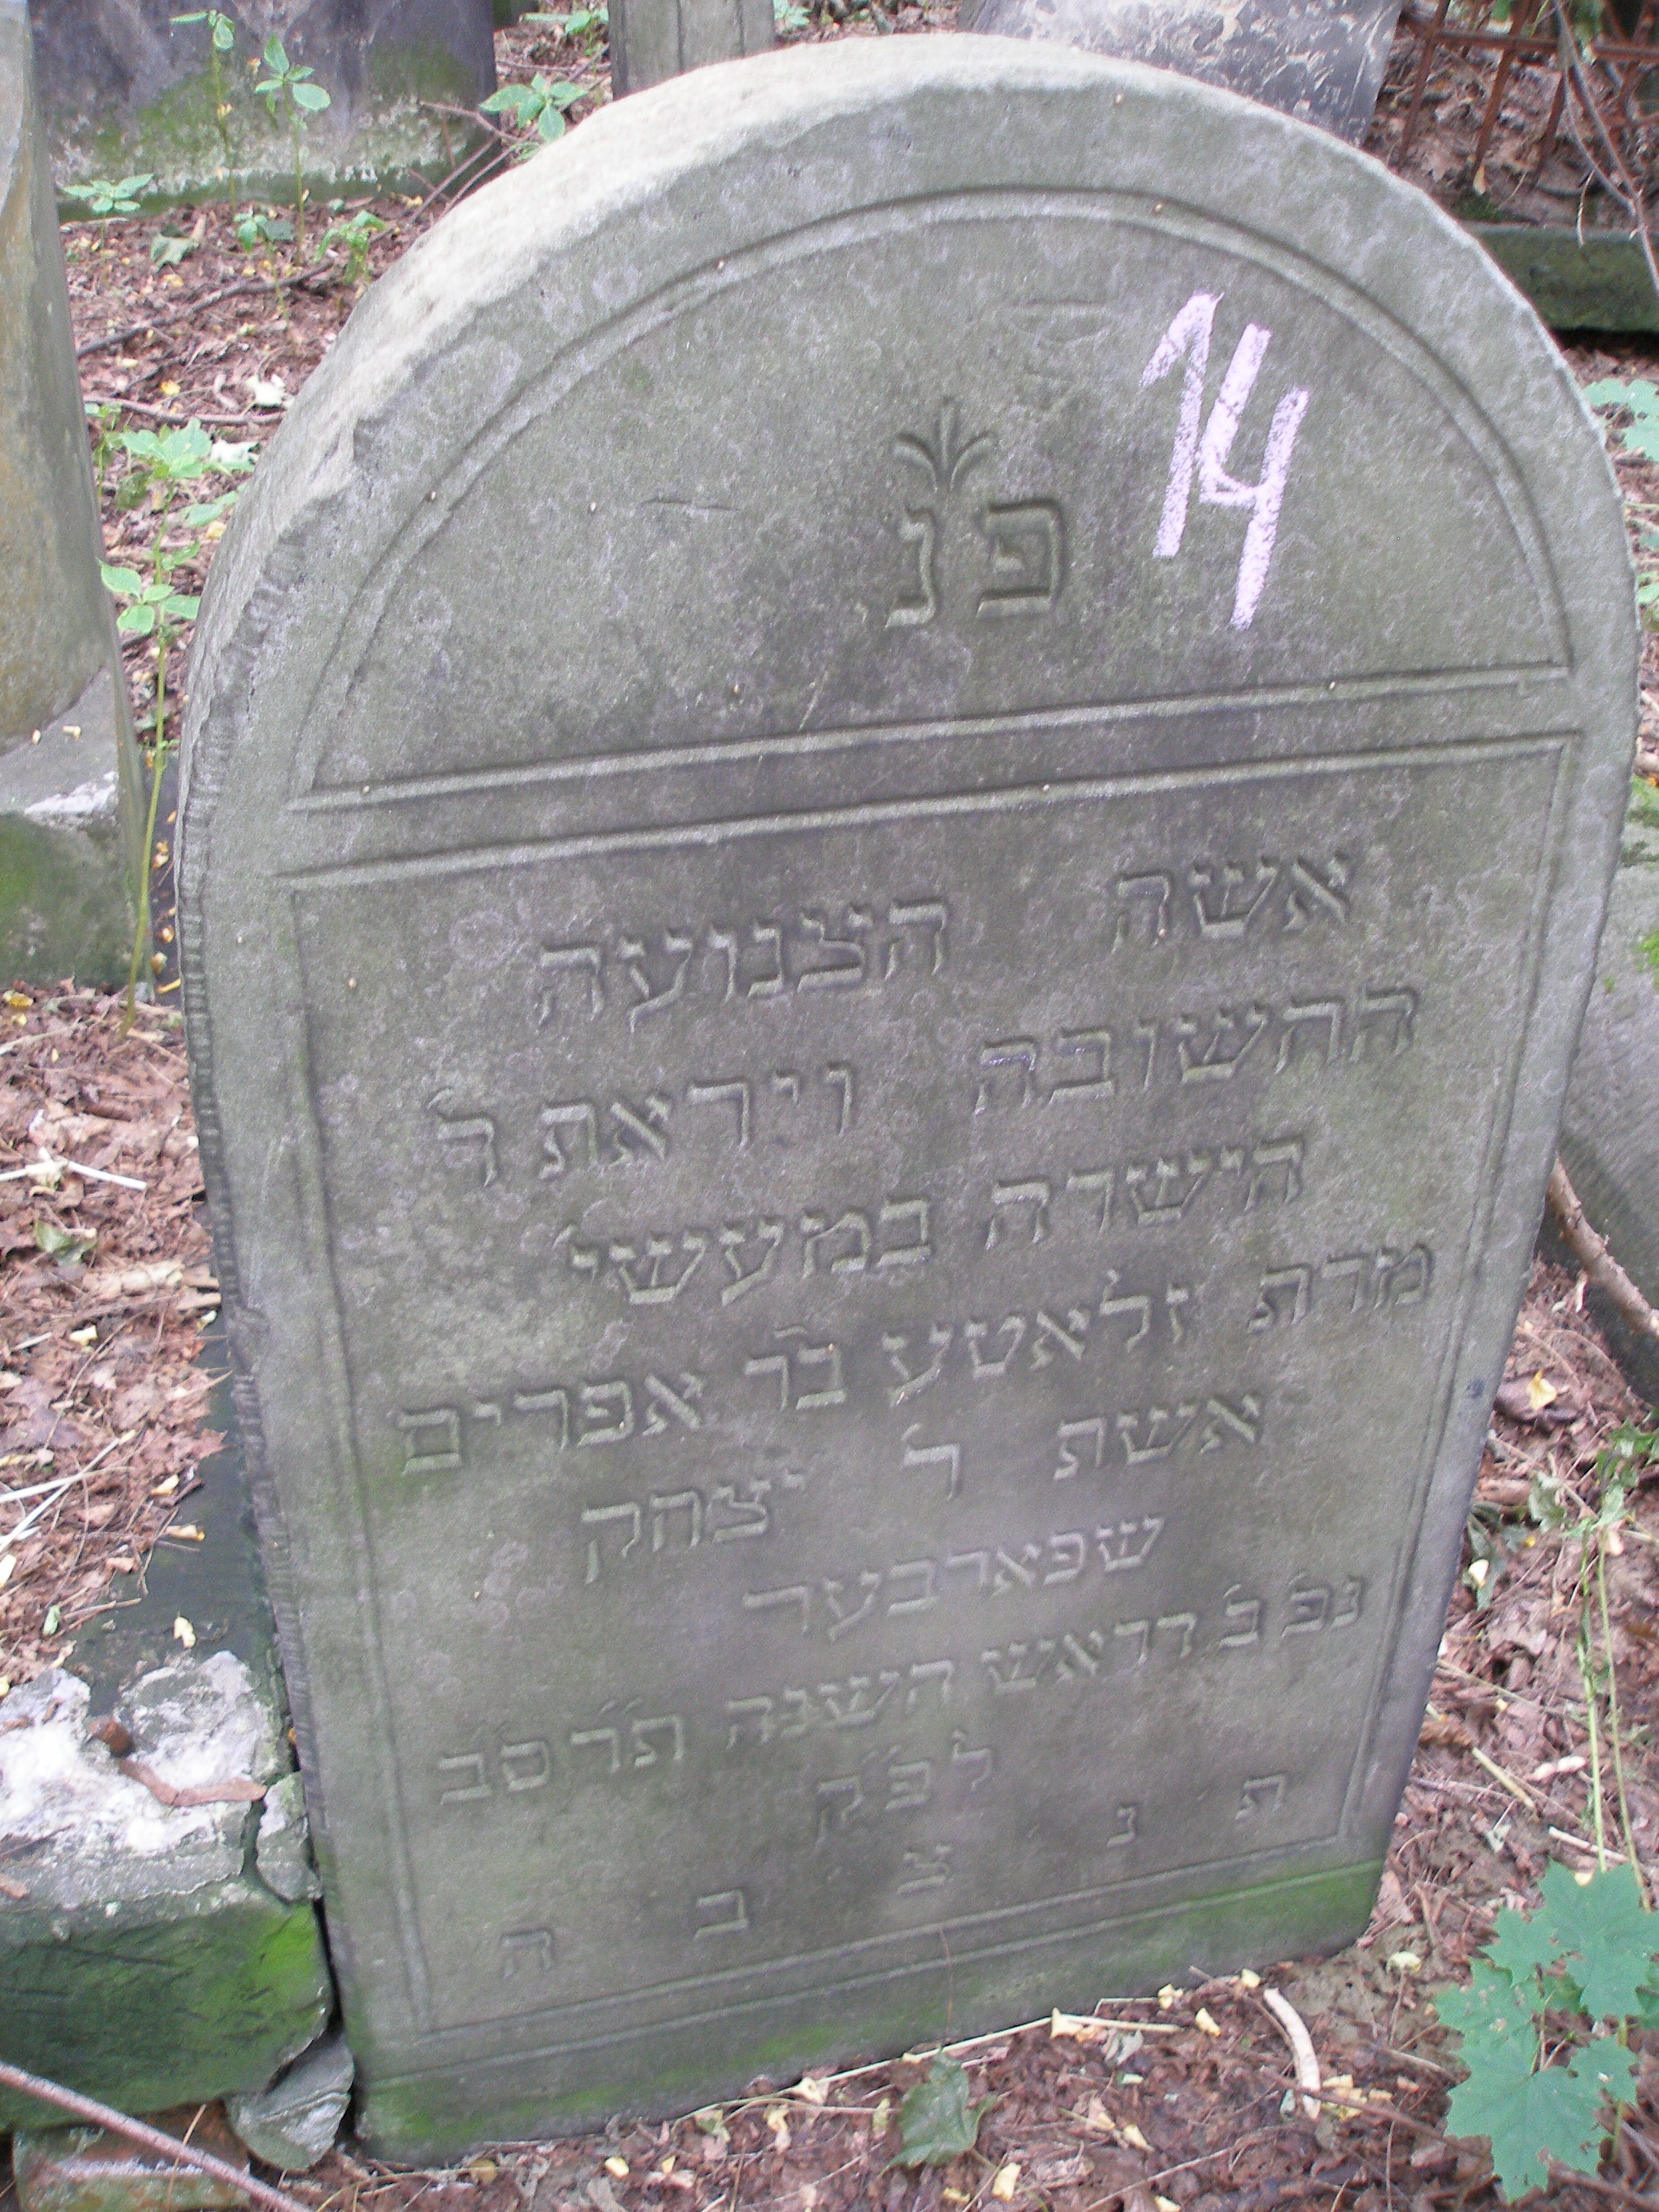 14
פ נ
אשה הצנועה
החשובה ויראת ד'
הישרה במעשי'
מרת זלאטע בר אפרים
אשת ר' יצחק
שפארבער
נפ' ב' דראש השנה תרסב
לפק
ת נ צ ב ה